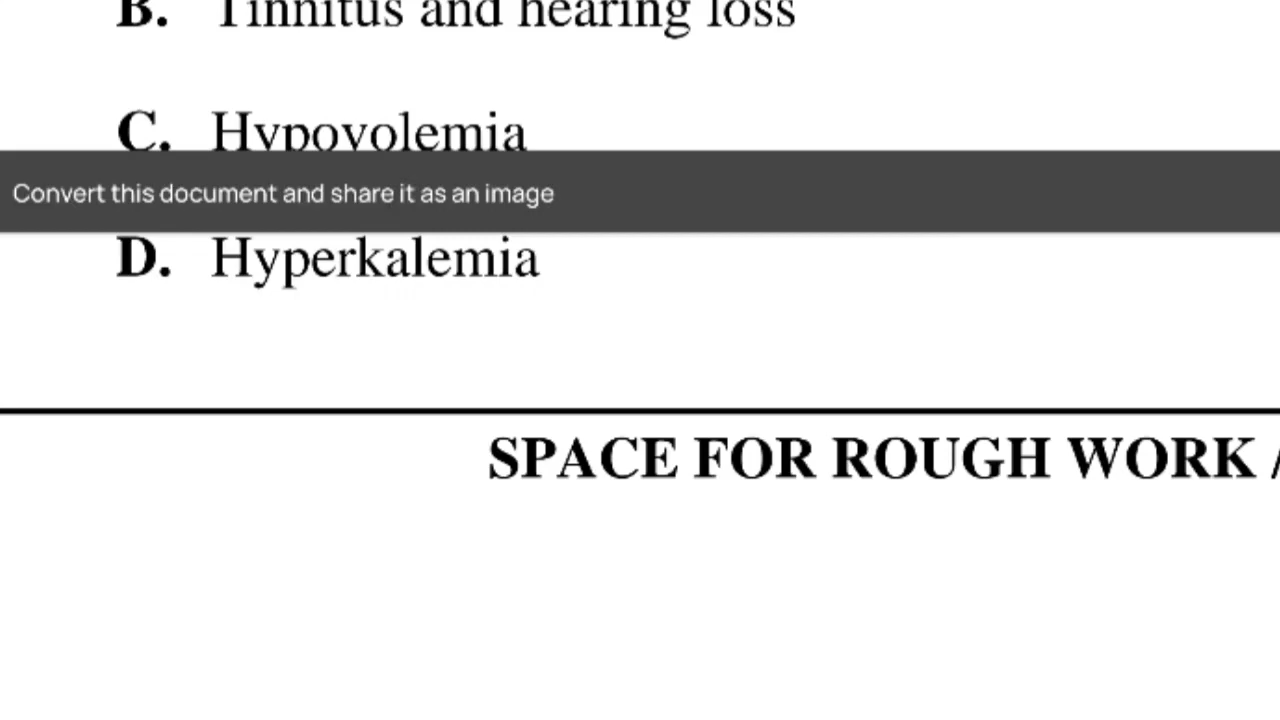 B. Tinnitus and hearing loss
C. Hypovolemia
Convert this document and share it as an image
D. Hyperkalemia
SPACE FOR ROUGH WORK /